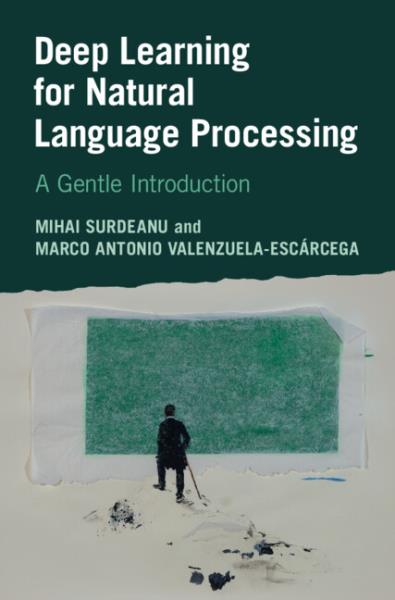 Deep Learning
for Natural
Language Processing
A Gentle Introduction
MIHAI SURDEANU and
MARCO ANTONIO VALENZUELA-ESCÁRCEGA